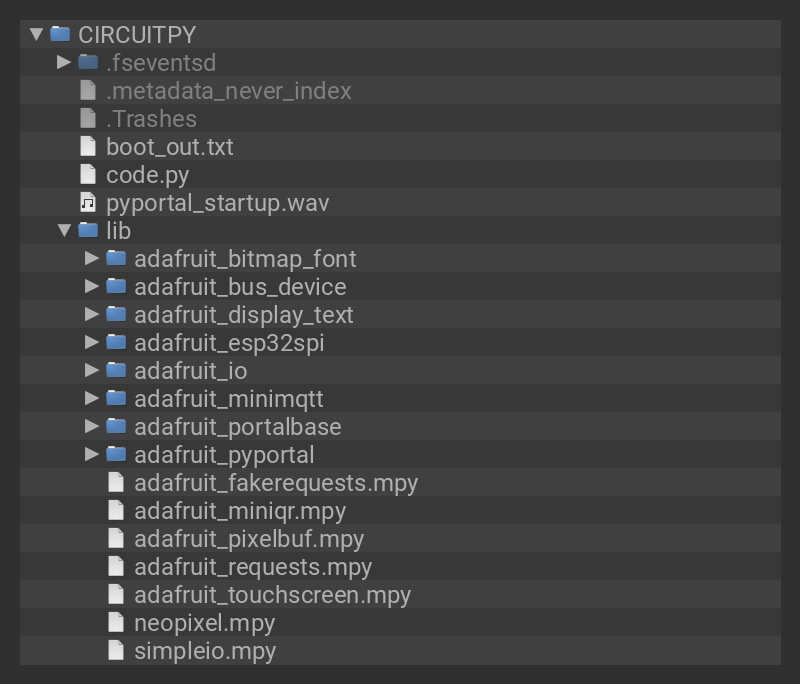 CIRCUITPY
.fseventsd
.metadata_never_index
.Trashes
boot_out.txt
code.py
pyportal_startup.wav
lib
adafruit_bitmap_font
adafruit_bus_device
adafruit_display_text
adafruit_esp32spi
adafruit_io
adafruit_minimqtt
adafruit_portalbase
adafruit_pyportal
adafruit_fakerequests.mpy
adafruit_miniqr.mpy
adafruit_pixelbuf.mpy
adafruit_requests.mpy
adafruit_touchscreen.mpy
neopixel.mpy
simpleio.mpy